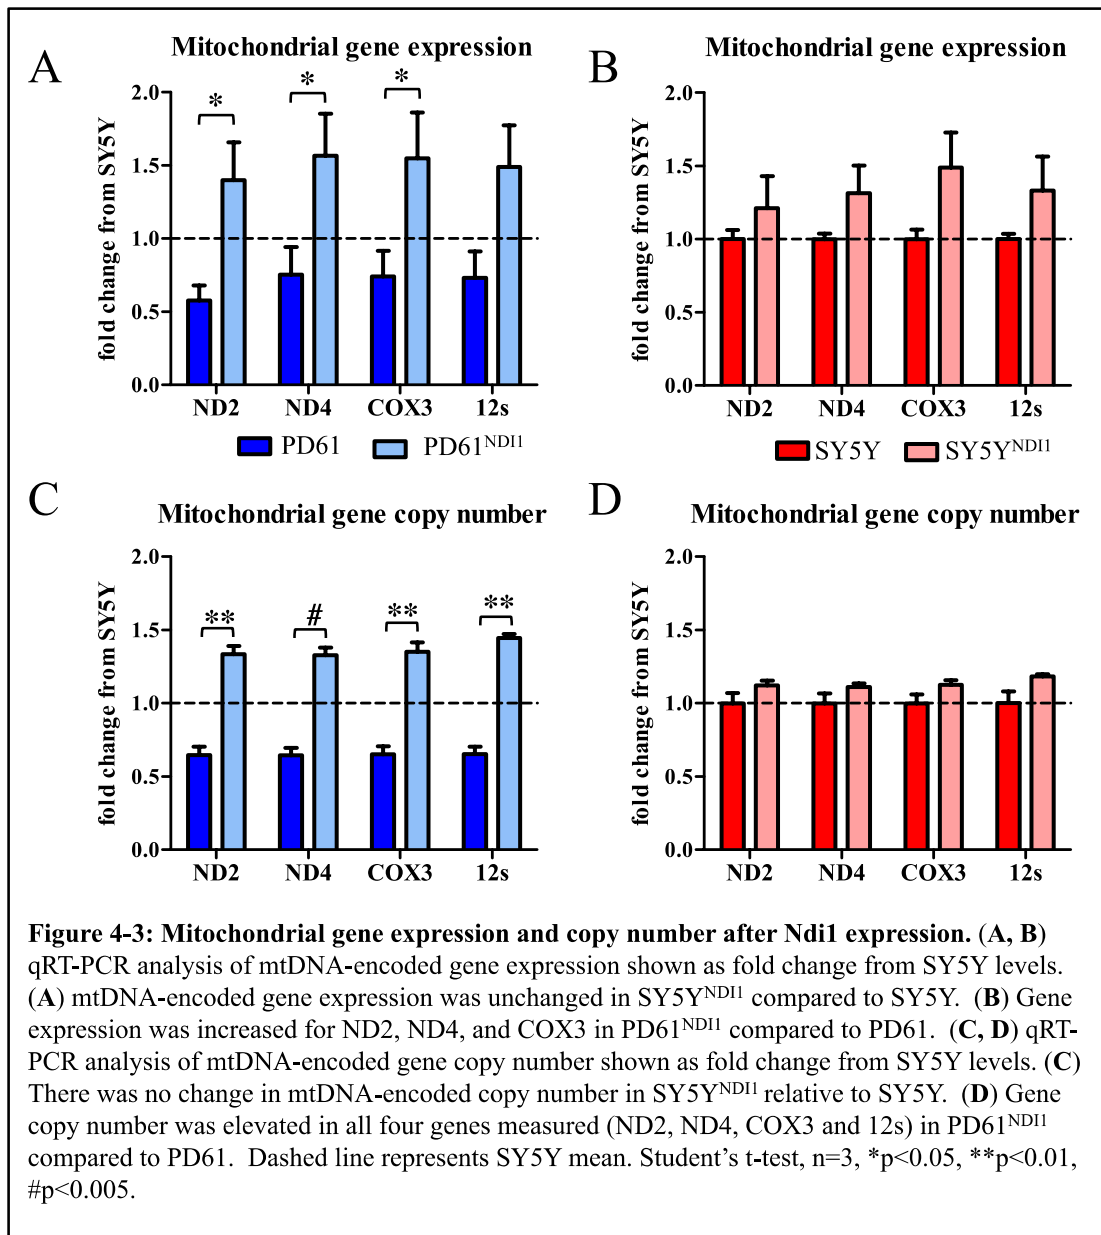 A
Mitochondrial gene expression
fold change from SY5Y
2.0
1.5
1.0
0.5
0.0
* * *
ND2 ND4 COX3 12s
PD61 PD61NDI1
B
Mitochondrial gene expression
fold change from SY5Y
2.0
1.5
1.0
0.5
0.0
ND2 ND4 COX3 12s
SY5Y SY5YNDI1
C
Mitochondrial gene copy number
fold change from SY5Y
2.0
1.5
1.0
0.5
0.0
** # ** **
ND2 ND4 COX3 12s
D
Mitochondrial gene copy number
fold change from SY5Y
2.0
1.5
1.0
0.5
0.0
ND2 ND4 COX3 12s
Figure 4-3: Mitochondrial gene expression and copy number after Ndi1 expression. (A, B)
qRT-PCR analysis of mtDNA-encoded gene expression shown as fold change from SY5Y levels.
(A) mtDNA-encoded gene expression was unchanged in SY5YNDI1 compared to SY5Y. (B) Gene
expression was increased for ND2, ND4, and COX3 in PD61NDI1 compared to PD61. (C, D) qRT-
PCR analysis of mtDNA-encoded gene copy number shown as fold change from SY5Y levels. (C)
There was no change in mtDNA-encoded copy number in SY5YNDI1 relative to SY5Y. (D) Gene
copy number was elevated in all four genes measured (ND2, ND4, COX3 and 12s) in PD61NDI1
compared to PD61. Dashed line represents SY5Y mean. Student's t-test, n=3, *p<0.05, **p<0.01,
#p<0.005.